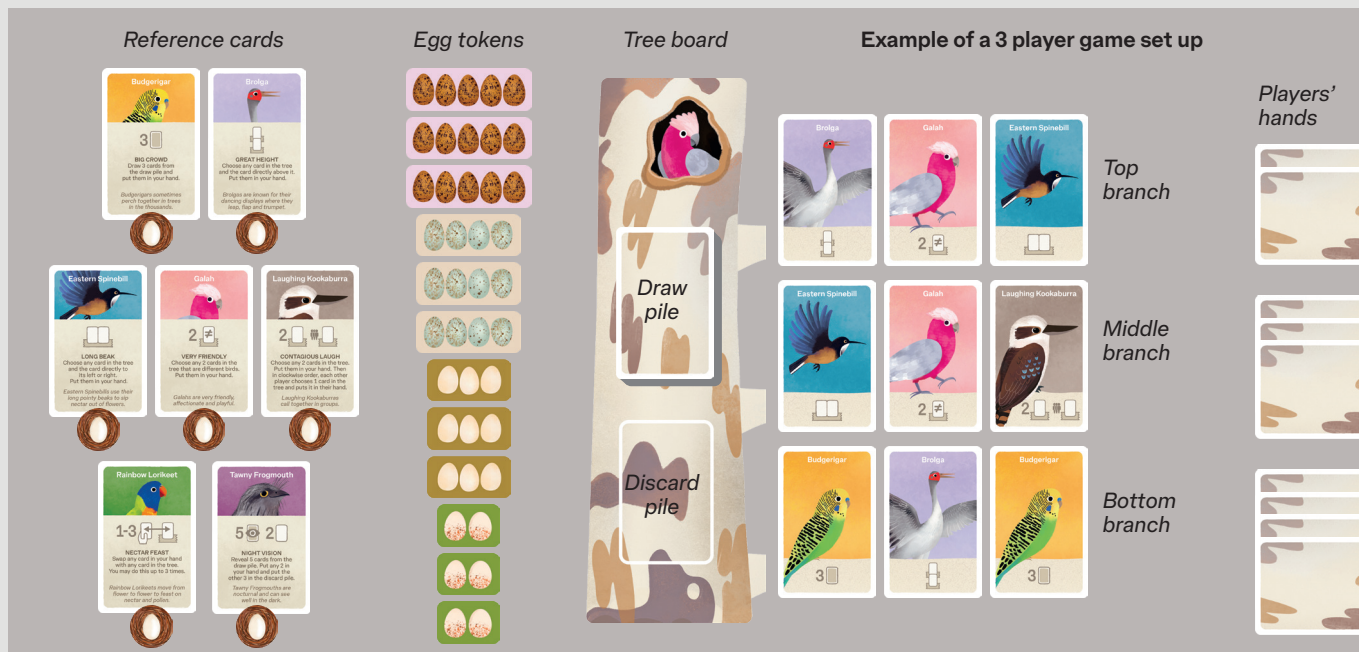 Reference cards
Egg tokens
Tree board
Example of a 3 player game set up
Players'
hands
Budgerigar
3
BIG CROWD
Draw 3 cards from
the draw pile and
put them in your hand.
Budgerigars sometimes
perch together in trees
in the thousands.
Brolga
GREAT HEIGHT
Choose any card in the tree
and the card directly above it.
Put them in your hand.
Brolgas are known for their
dancing displays where they
leap, flap and trumpet.
Eastern Spinebill
LONG BEAK
Choose any card in the tree
and the card directly to
its left or right.
Put them in your hand.
Eastern Spinebills use their
long pointy beaks to sip
nectar out of flowers.
Galah
2 ≠
VERY FRIENDLY
Choose any 2 cards in the
tree that are different birds.
Put them in your hand.
Galahs are very friendly,
affectionate and playful.
Laughing Kookaburra
2
CONTAGIOUS LAUGH
Choose any 2 cards in the tree.
Put them in your hand. Then
in clockwise order, each other
player chooses 1 card in the
tree and puts it in their hand.
Laughing Kookaburras
call together in groups.
Rainbow Lorikeet
1-3
NECTAR FEAST
Swap any card in your hand
with any card in the tree.
You may do this up to 3 times.
Rainbow Lorikeets move from
flower to flower to feast on
nectar and pollen.
Tawny Frogmouth
5 2
NIGHT VISION
Reveal 5 cards from the
draw pile. Put any 2 in
your hand and put the
other 3 in the discard pile.
Tawny Frogmouths are
nocturnal and can see
well in the dark.
Draw
pile
Discard
pile
Brolga
Galah
2 ≠
Eastern Spinebill
Top
branch
Eastern Spinebill
Galah
2 ≠
Laughing Kookaburra
2
Middle
branch
Budgerigar
3
Brolga
Budgerigar
3
Bottom
branch